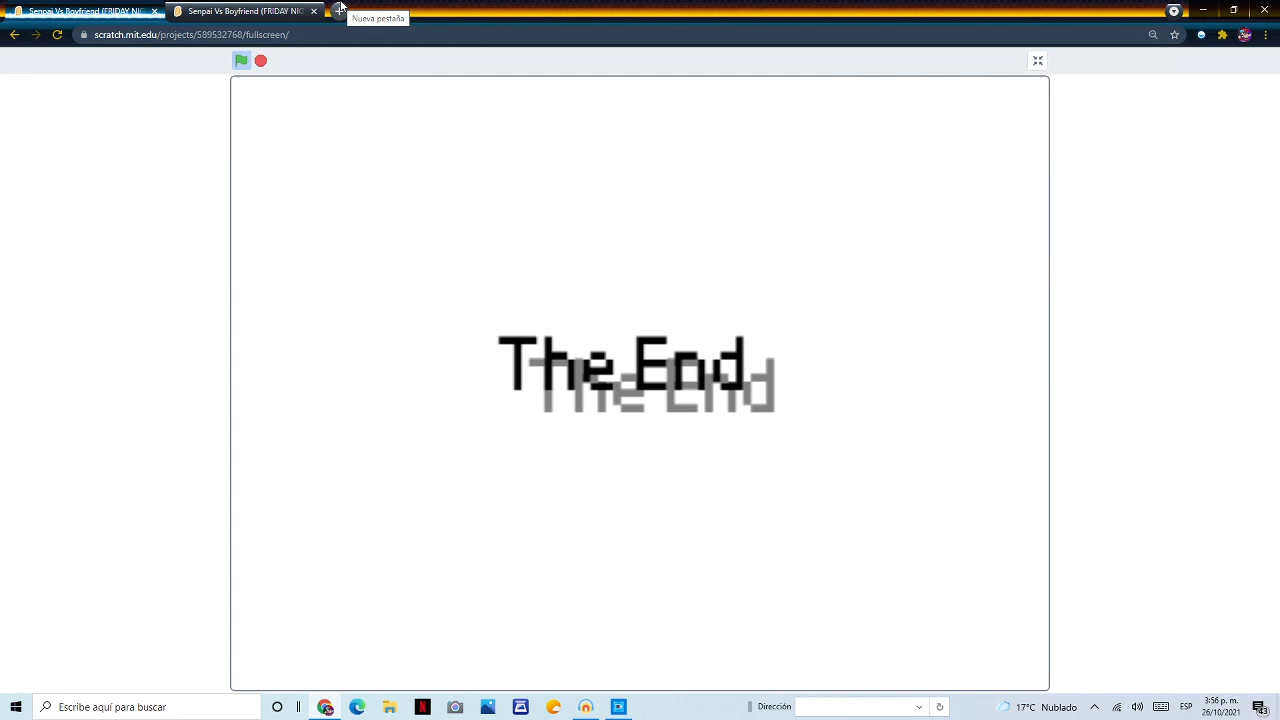 Senpai Vs Boyfriend (FRIDAY NIG
Senpai Vs Boyfriend (FRIDAY NIG
Nueva pestaña
scratch.mit.edu/projects/589532768/fullscreen/
The End
The End
Escribe aquí para buscar
Dirección
17°C Nublado
ESP
3:56 p. m.
26/10/2021
2